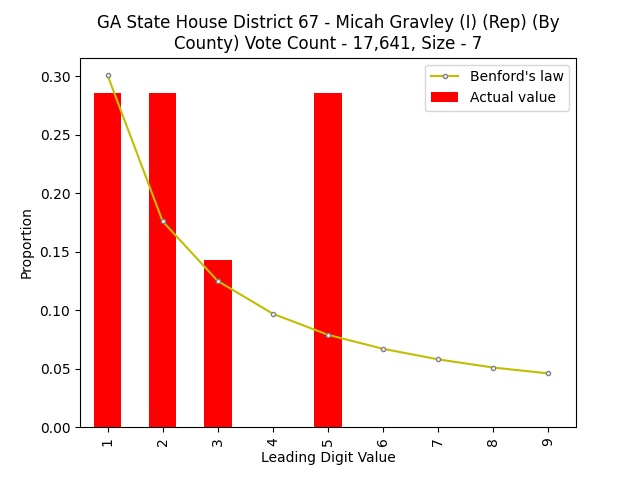 GA State House District 67 - Micah Gravley (I) (Rep) (By
County) Vote Count - 17,641, Size - 7
Benford's law
Actual value
0.30
0.25
0.20
0.15
0.10
0.05
0.00
Proportion
1
2
3
4
5
6
7
8
9
Leading Digit Value